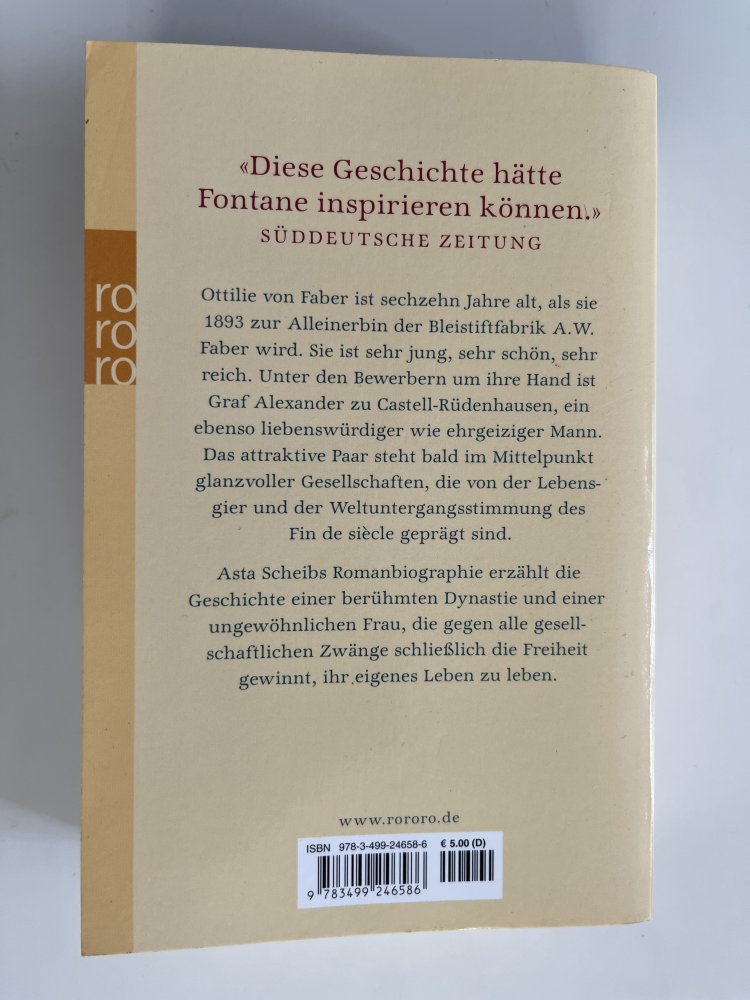 «Diese Geschichte hätte
Fontane inspirieren können.»
SÜDDEUTSCHE ZEITUNG
ro
ro
ro
Ottilie von Faber ist sechzehn Jahre alt, als sie
1893 zur Alleinerbin der Bleistiftfabrik A.W.
Faber wird. Sie ist sehr jung, sehr schön, sehr
reich. Unter den Bewerbern um ihre Hand ist
Graf Alexander zu Castell-Rüdenhausen, ein
ebenso liebenswürdiger wie ehrgeiziger Mann.
Das attraktive Paar steht bald im Mittelpunkt
glanzvoller Gesellschaften, die von der Lebens-
gier und der Weltuntergangsstimmung des
Fin de siècle geprägt sind.
Asta Scheibs Romanbiographie erzählt die
Geschichte einer berühmten Dynastie und einer
ungewöhnlichen Frau, die gegen alle gesell-
schaftlichen Zwänge schließlich die Freiheit
gewinnt, ihr eigenes Leben zu leben.
www.rororo.de
ISBN 978-3-499-24658-6 € 5.00 (D)
9 783499 246586